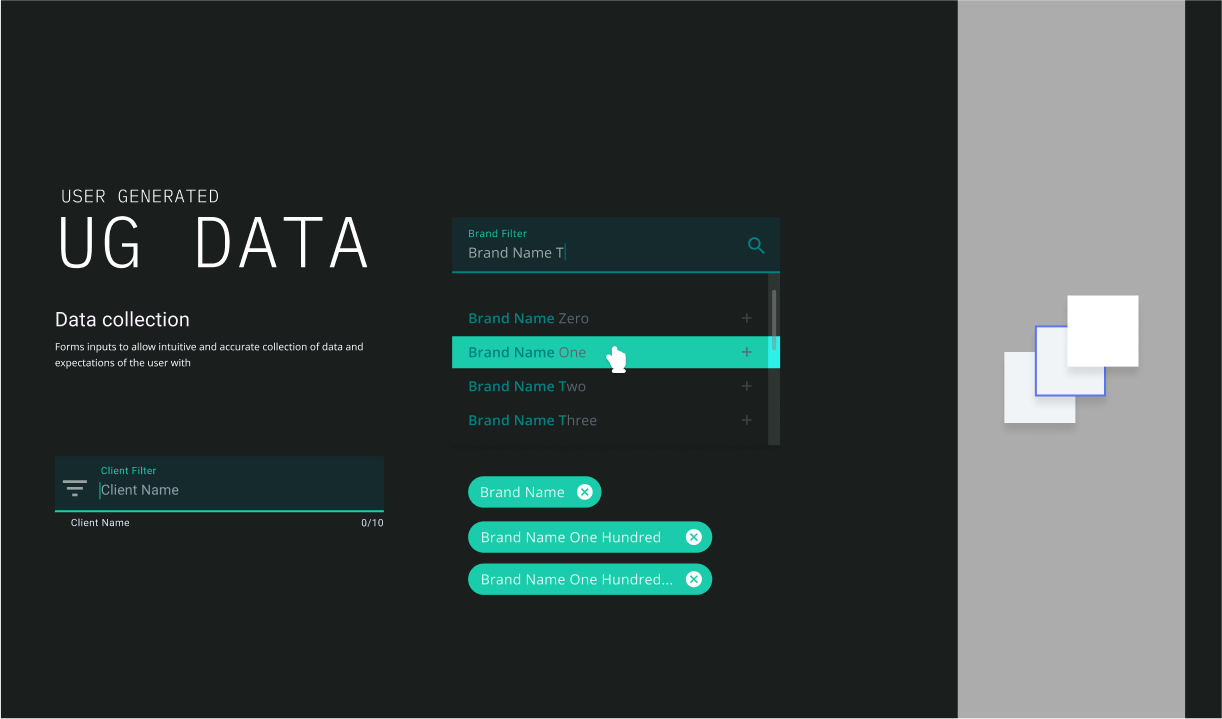 USER GENERATED
UG DATA
Data collection
Forms inputs to allow intuitive and accurate collection of data and
expectations of the user with
Client Filter
Client Name
Client Name
0/10
Brand Filter
Brand Name T
Brand Name Zero
Brand Name One
Brand Name Two
Brand Name Three
Brand Name
Brand Name One Hundred
Brand Name One Hundred...